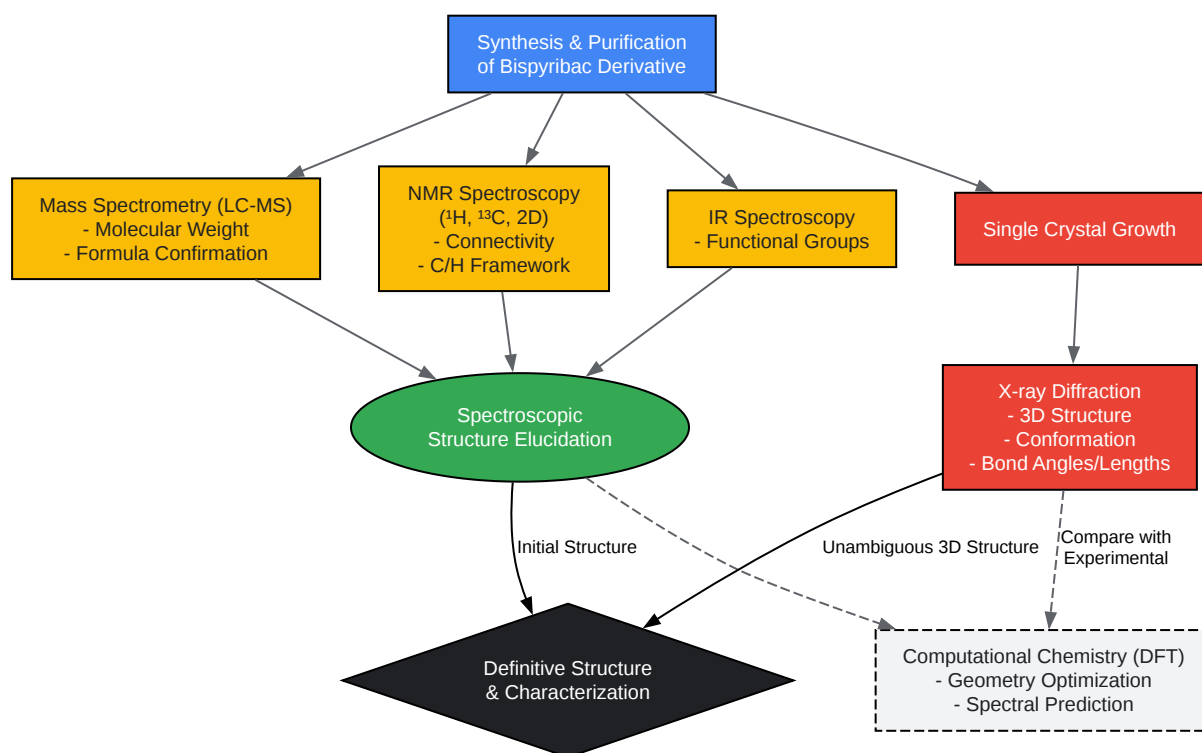 Synthesis & Purification
of Bispyribac Derivative
Mass Spectrometry (LC-MS)
- Molecular Weight
- Formula Confirmation
NMR Spectroscopy
(¹H, ¹³C, 2D)
- Connectivity
- C/H Framework
IR Spectroscopy
- Functional Groups
Single Crystal Growth
Spectroscopic
Structure Elucidation
X-ray Diffraction
- 3D Structure
- Conformation
- Bond Angles/Lengths
Initial Structure
Unambiguous 3D Structure
Compare with
Experimental
Definitive Structure
& Characterization
Computational Chemistry (DFT)
- Geometry Optimization
- Spectral Prediction